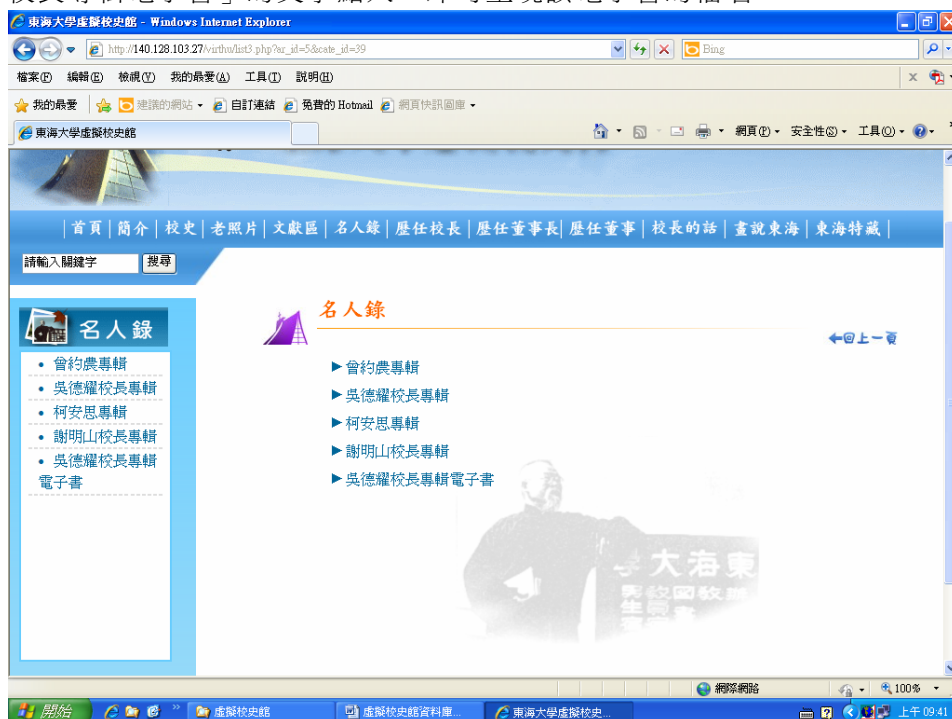 東海大學虛擬校史館 - Windows Internet Explorer
http://140.128.103.27/virthu/list3.php?ar_id=5&cate_id=39
Bing
檔案(F) 編輯(E) 檢視(V) 我的最愛(A) 工具(T) 說明(H)
我的最愛 建議的網站 自訂連結 免費的 Hotmail 網頁快訊圖庫
東海大學虛擬校史館
網頁(P) 安全性(S) 工具(O)
|首頁|簡介|校史|老照片|文獻區|名人錄|歷任校長|歷任董事長|歷任董事|校長的話|畫說東海|東海特藏|
請輸入關鍵字 搜尋
名人錄
• 曾約農專輯
• 吳德耀校長專輯
• 柯安思專輯
• 謝明山校長專輯
• 吳德耀校長專輯
電子書
名人錄
回上一頁
►曾約農專輯
►吳德耀校長專輯
►柯安思專輯
►謝明山校長專輯
►吳德耀校長專輯電子書
大海東
網際網路 100%
開始 虛擬校史館 虛擬校史館資料庫... 東海大學虛擬校史... 上午 09:41